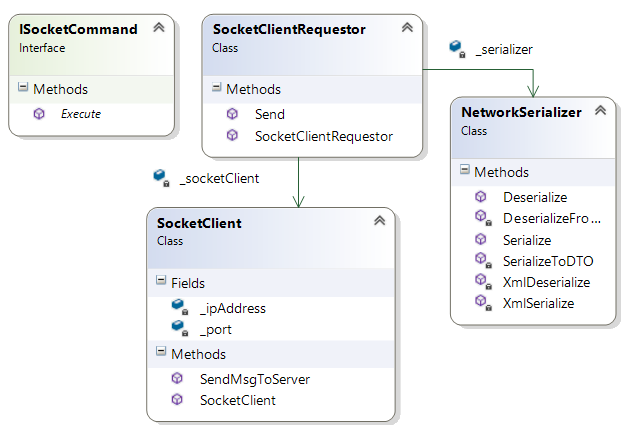 ISocketCommand
Interface
Methods
Execute
SocketClientRequestor
Class
Methods
Send
SocketClientRequestor
_serializer
NetworkSerializer
Class
Methods
Deserialize
DeserializeFro...
Serialize
SerializeToDTO
XmlDeserialize
XmlSerialize
_socketClient
SocketClient
Class
Fields
_ipAddress
_port
Methods
SendMsgToServer
SocketClient